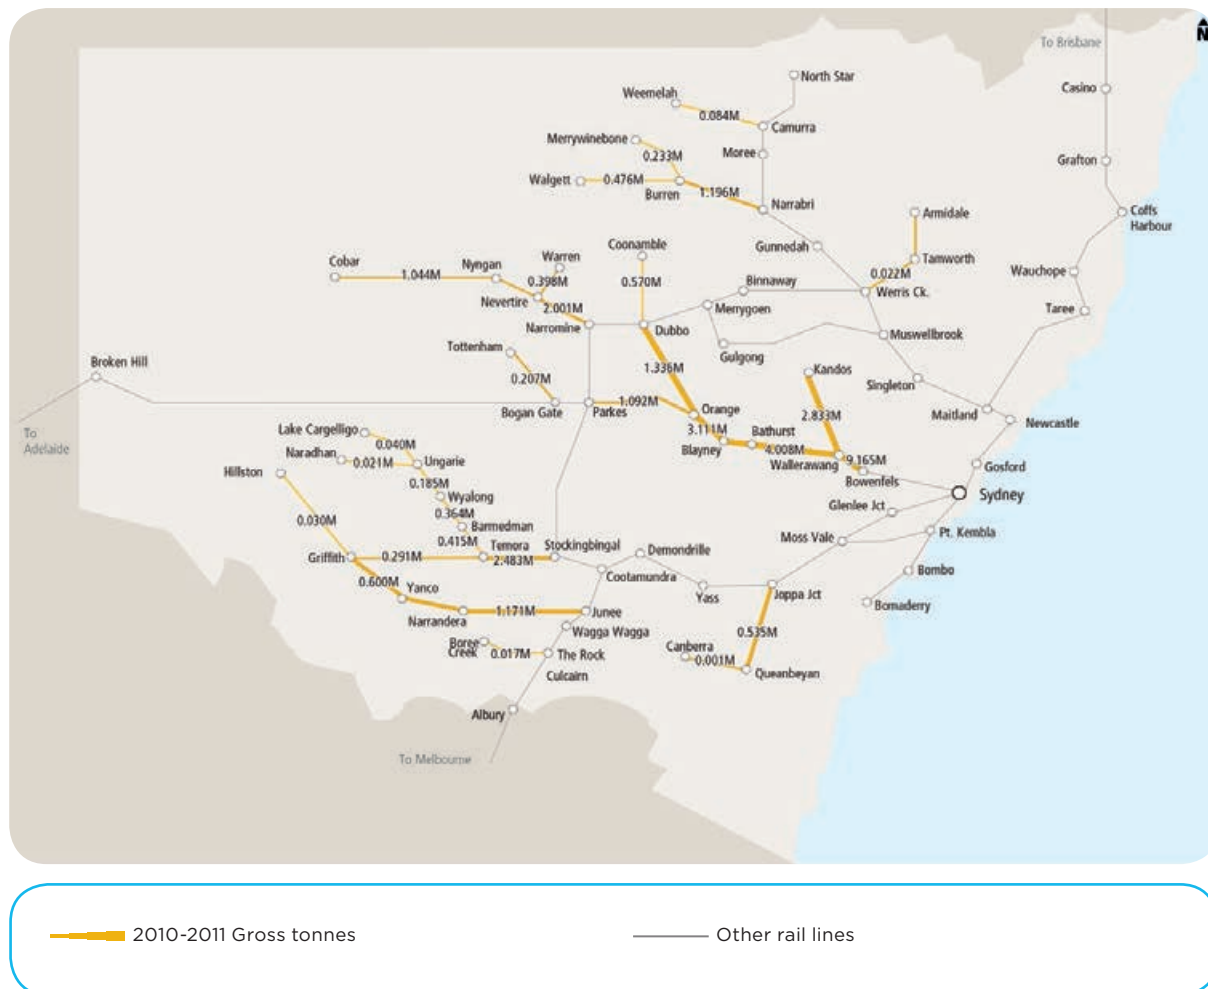 N
To Brisbane
North Star
Casino
Weemelah
0.084M
Camurra
Merrywinebone
Moree
0.233M
Grafton
Walgett
0.476M
Burren
1.196M
Narrabri
Armidale
Coffs
Harbour
Coonamble
Gunnedah
Warren
Cobar
Nyngan
Tamworth
1.044M
0.398M
0.570M
0.022M
Wauchope
Binnaway
Werris Ck.
Nevertire
2.001M
Merrygoen
Taree
Narromine
Dubbo
Muswellbrook
Tottenham
Gulgong
Broken Hill
1.336M
Kandos
0.207M
Singleton
1.092M
Bogan Gate
Parkes
Orange
2.833M
Maitland
Newcastle
To
Adelaide
Lake Cargelligo
0.040M
3.111M
Bathurst
Blayney
4.008M
Naradhan
0.021M
Ungarie
Wallerawang
9.165M
Gosford
Hillston
0.185M
Bowenfels
Wyalong
Sydney
0.364M
Glenlee Jct
0.030M
Barmedman
0.415M
Moss Vale
Pt. Kembla
Temora
Stockingbingal
Demondrille
Griffith
0.291M
2.483M
Bombo
0.600M
Yanco
Cootamundra
Yass
Joppa Jct
Bomaderry
Narrandera
1.171M
Junee
Wagga Wagga
0.535M
Boree
Creek
0.017M
The Rock
Canberra
0.001M
Queanbeyan
Culcairn
Albury
To Melbourne
2010-2011 Gross tonnes
Other rail lines